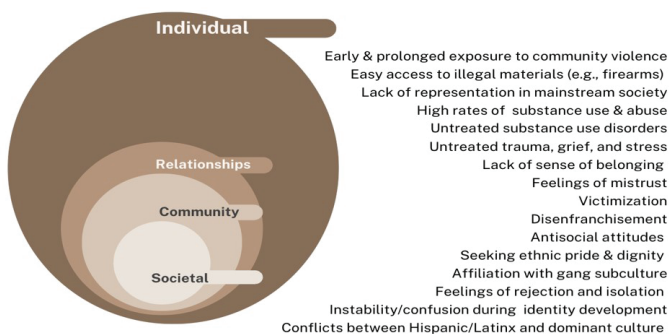 Individual
Early & prolonged exposure to community violence
Easy access to illegal materials (e.g., firearms)
Lack of representation in mainstream society
High rates of substance use & abuse
Untreated substance use disorders
Untreated trauma, grief, and stress
Relationships
Lack of sense of belonging
Feelings of mistrust
Victimization
Community
Disenfranchisement
Antisocial attitudes
Seeking ethnic pride & dignity
Societal
Affiliation with gang subculture
Feelings of rejection and isolation
Instability/confusion during identity development
Conflicts between Hispanic/Latinx and dominant culture